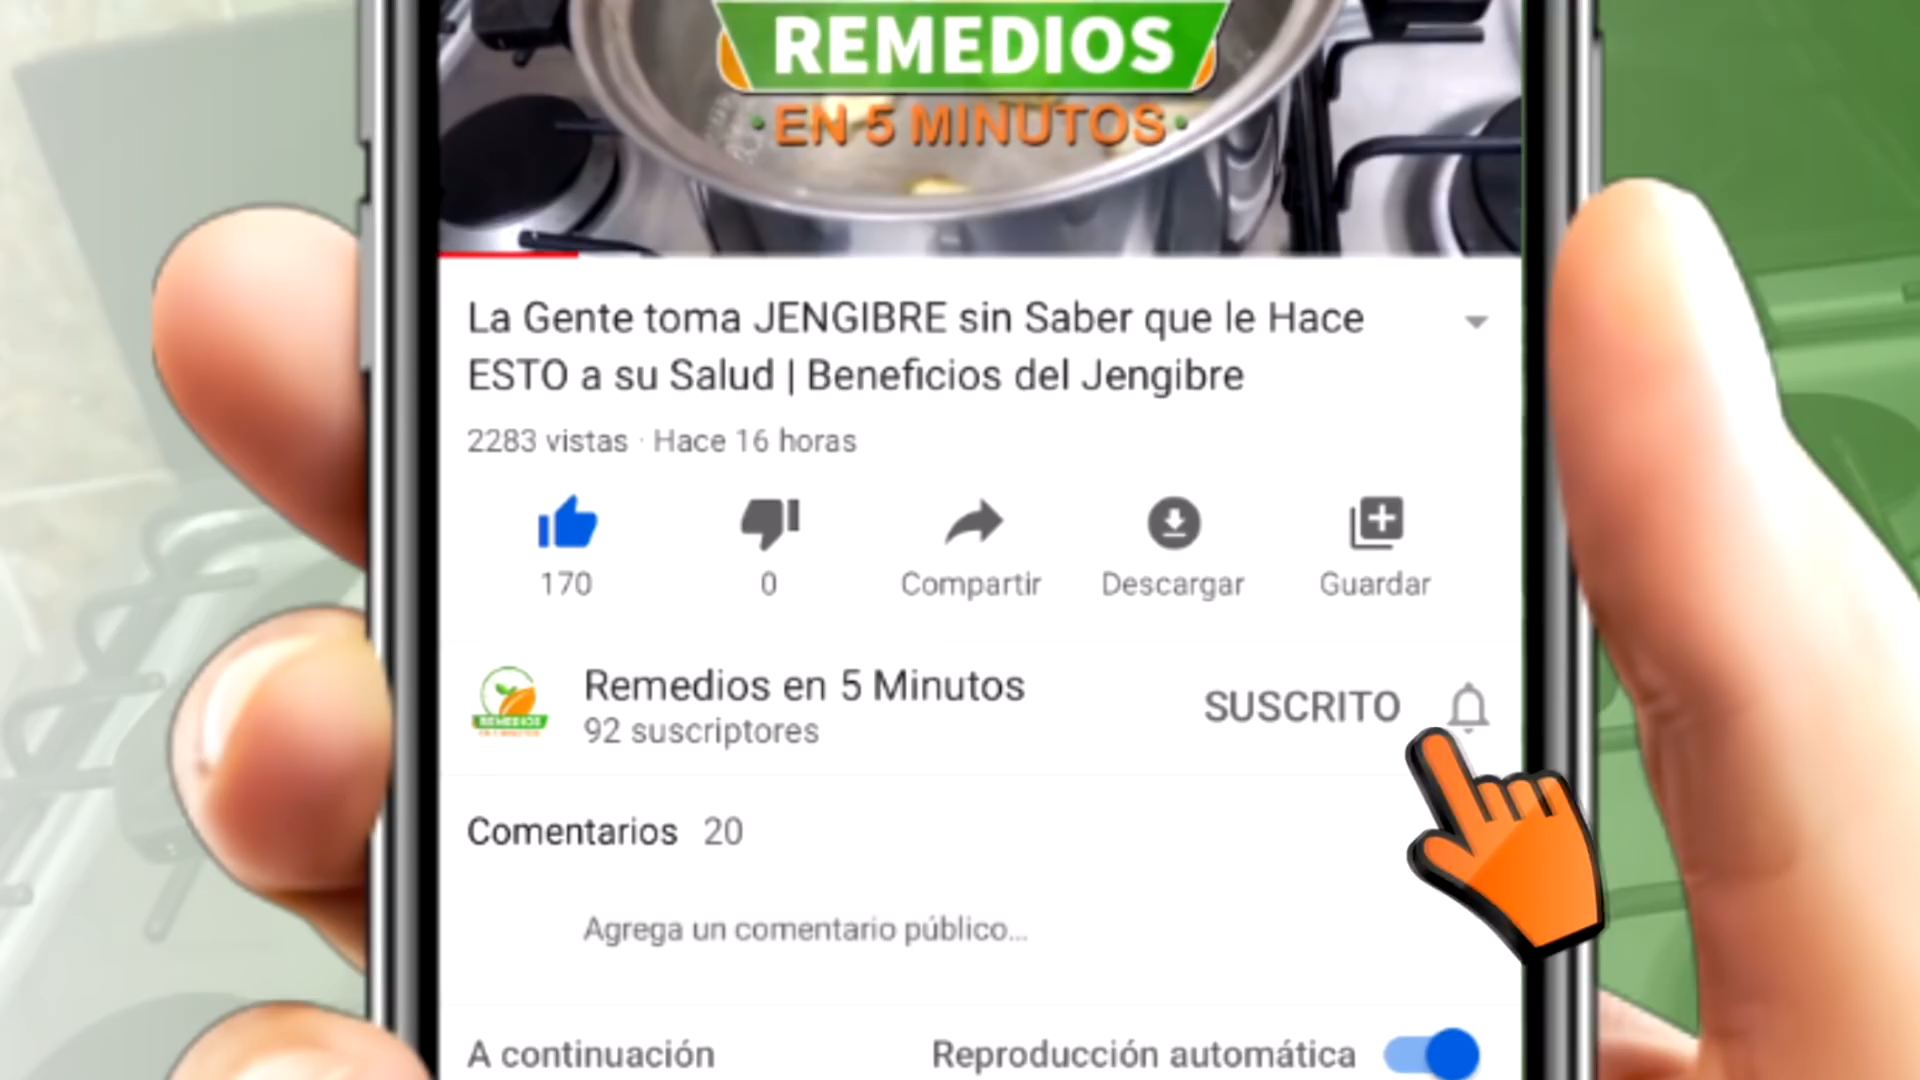 REMEDIOS
• EN 5 MINUTOS •
La Gente toma JENGIBRE sin Saber que le Hace
ESTO a su Salud | Beneficios del Jengibre
2283 vistas · Hace 16 horas
170
0
Compartir
Descargar
Guardar
REMEDIOS
Remedios en 5 Minutos
92 suscriptores
SUSCRITO
Comentarios 20
Agrega un comentario público...
A continuación
Reproducción automática